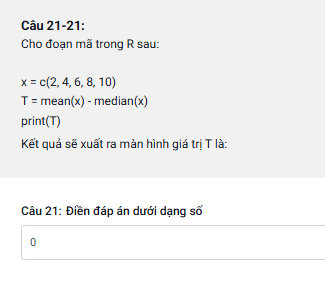 Câu 21-21:
Cho đoạn mã trong R sau:
x = c(2, 4, 6, 8, 10)
T = mean(x) - median(x)
print(T)
Kết quả sẽ xuất ra màn hình giá trị T là:
Câu 21: Điền đáp án dưới dạng số
0